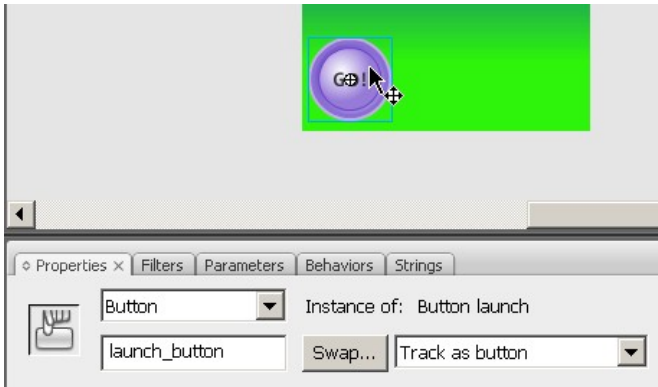 GO!
Properties Filters Parameters Behaviors Strings
Button Instance of: Button launch
launch_button Swap... Track as button